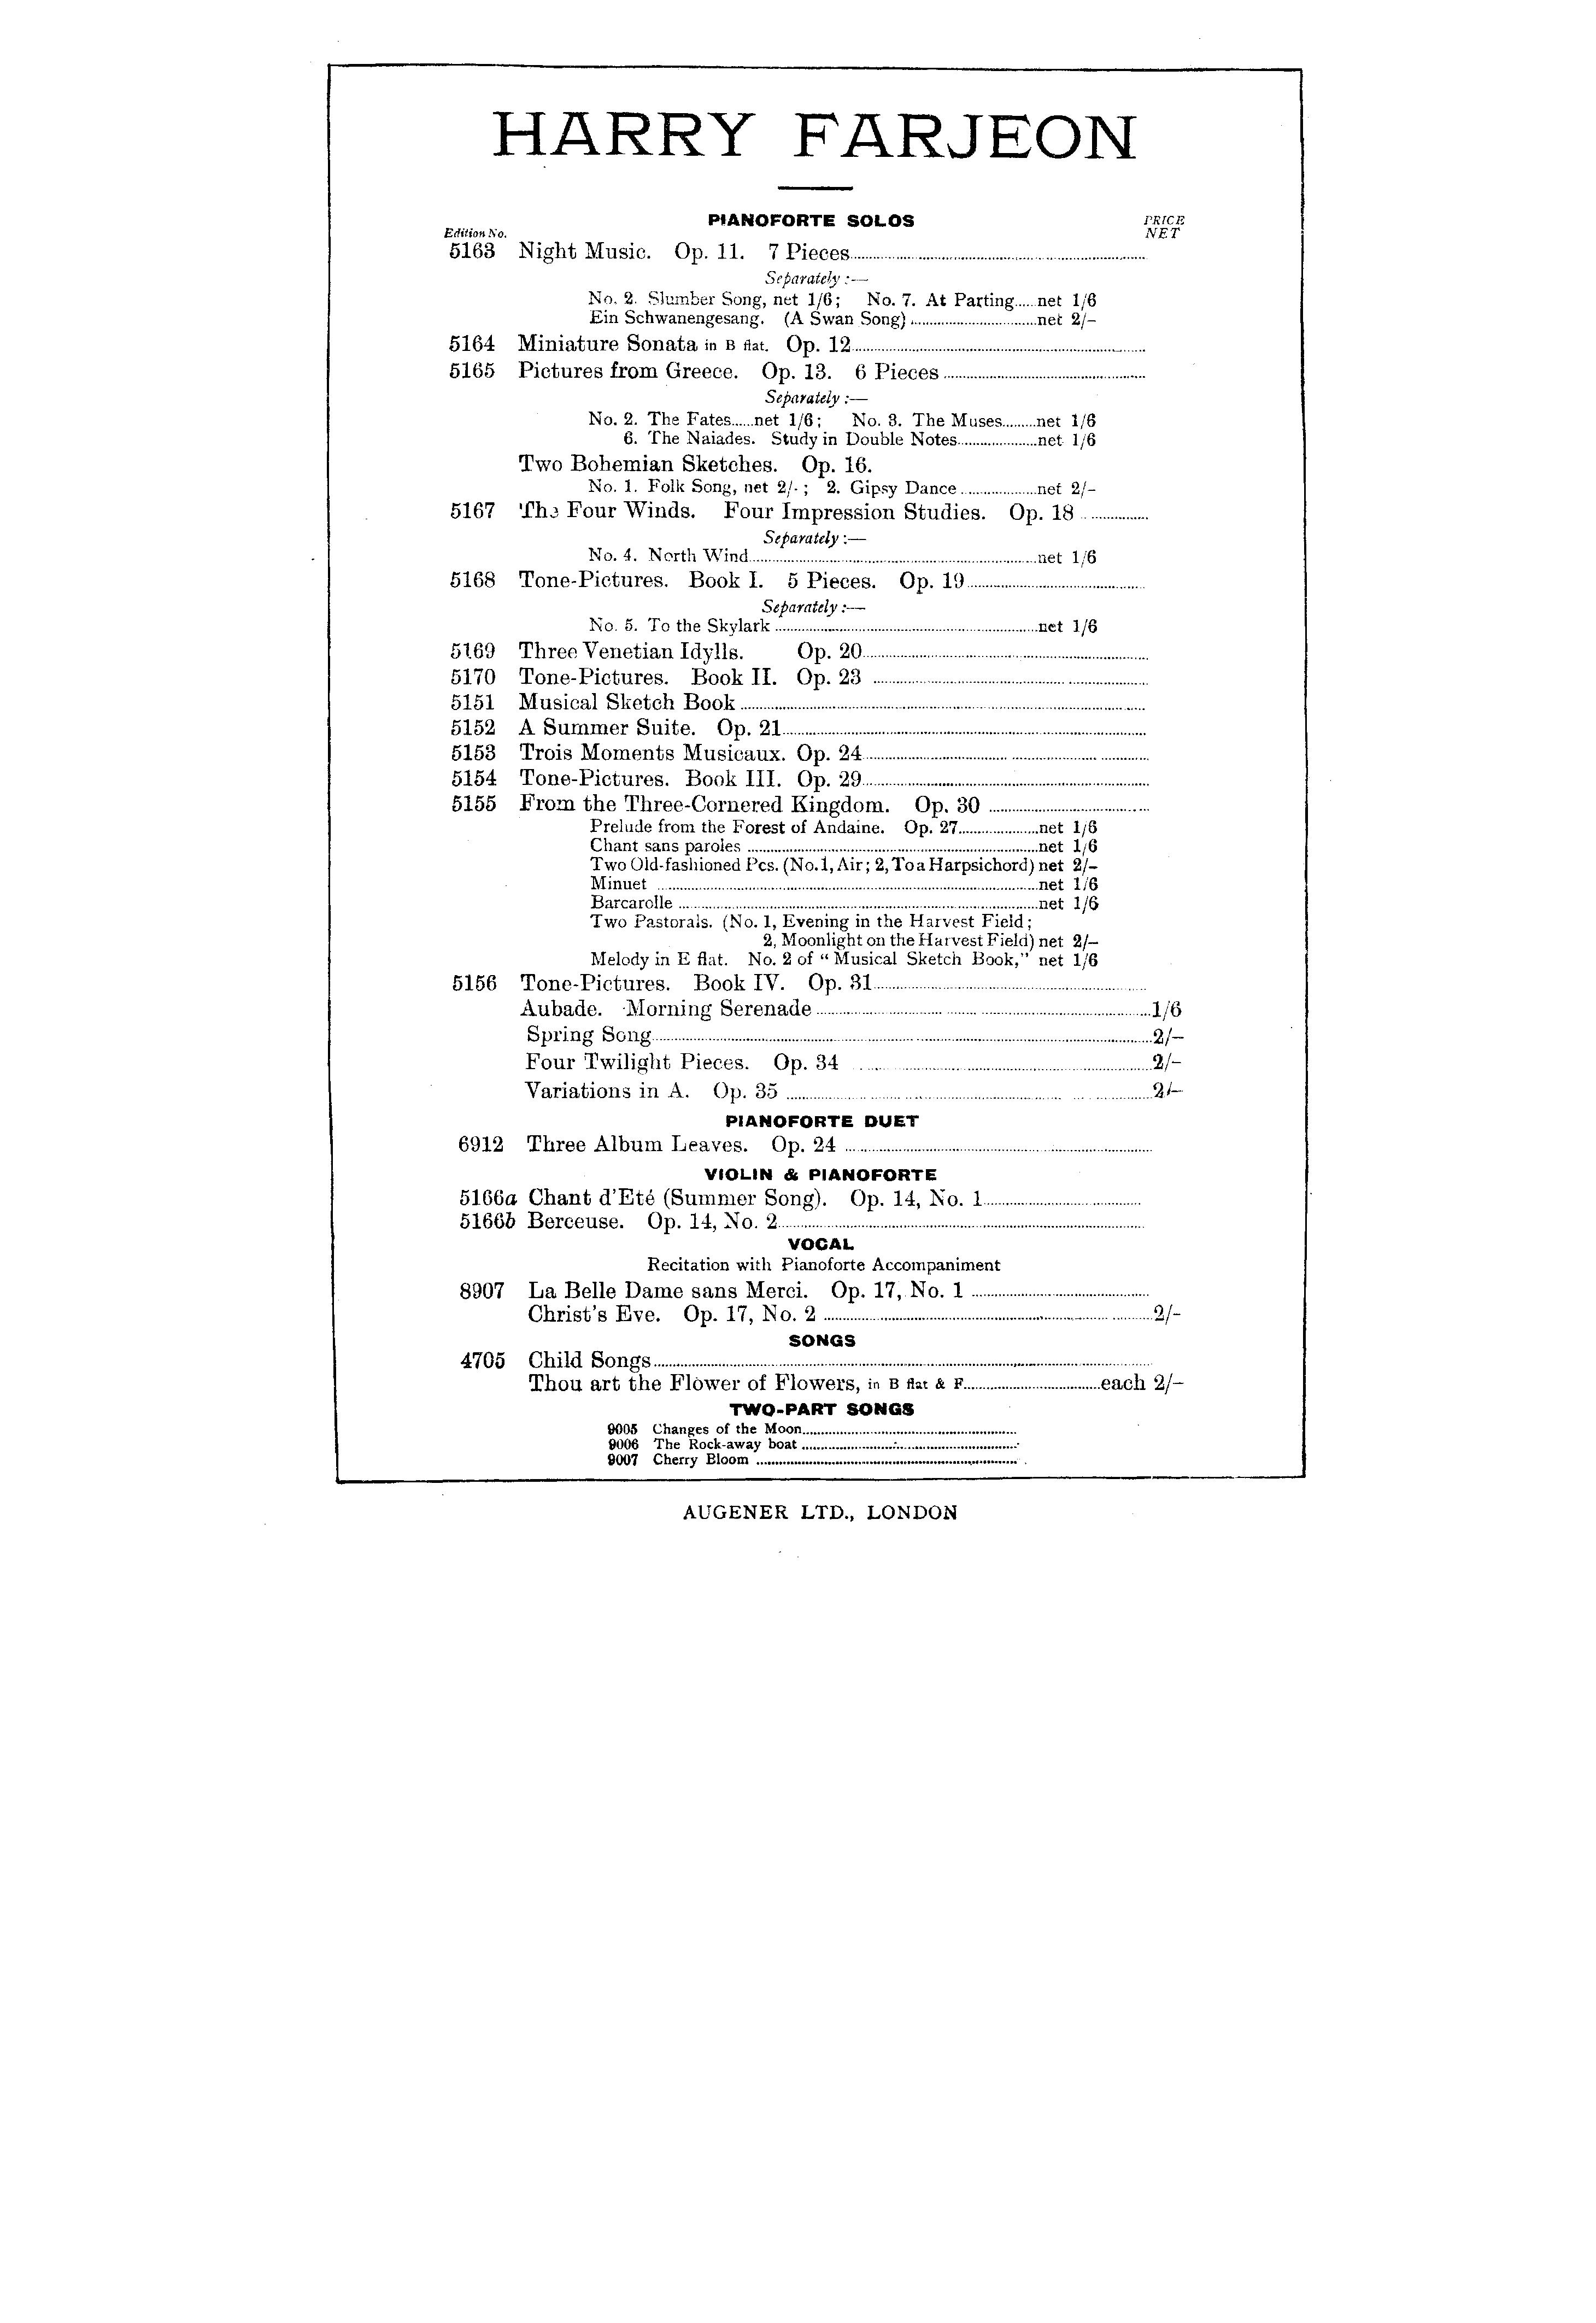 HARRY FARJEON
PIANOFORTE SOLOS
PRICE
Edition No. NET
5163 Night Music. Op. 11. 7 Pieces
Separately :—
No. 2. Slumber Song, net 1/6; No. 7. At Parting......net 1/6
Ein Schwanengesang. (A Swan Song)......net 2/-
5164 Miniature Sonata in B flat. Op. 12
5165 Pictures from Greece. Op. 13. 6 Pieces
Separately :—
No. 2. The Fates......net 1/6; No. 3. The Muses......net 1/6
6. The Naiades. Study in Double Notes......net 1/6
Two Bohemian Sketches. Op. 16.
No. 1. Folk Song, net 2/-; 2. Gipsy Dance......net 2/-
5167 The Four Winds. Four Impression Studies. Op. 18
Separately :—
No. 4. North Wind......net 1/6
5168 Tone-Pictures. Book I. 5 Pieces. Op. 19
Separately :—
No. 5. To the Skylark......net 1/6
5169 Three Venetian Idylls. Op. 20
5170 Tone-Pictures. Book II. Op. 23
5151 Musical Sketch Book
5152 A Summer Suite. Op. 21
5153 Trois Moments Musicaux. Op. 24
5154 Tone-Pictures. Book III. Op. 29
5155 From the Three-Cornered Kingdom. Op. 30
Prelude from the Forest of Andaine. Op. 27......net 1/6
Chant sans paroles......net 1/6
Two Old-fashioned Pcs. (No. 1, Air; 2, To a Harpsichord) net 2/-
Minuet......net 1/6
Barcarolle......net 1/6
Two Pastorals. (No. 1, Evening in the Harvest Field;
2, Moonlight on the Harvest Field) net 2/-
Melody in E flat. No. 2 of "Musical Sketch Book," net 1/6
5156 Tone-Pictures. Book IV. Op. 31
Aubade. Morning Serenade......1/6
Spring Song......2/-
Four Twilight Pieces. Op. 34......2/-
Variations in A. Op. 35......2/-
PIANOFORTE DUET
6912 Three Album Leaves. Op. 24
VIOLIN & PIANOFORTE
5166a Chant d'Eté (Summer Song). Op. 14, No. 1
5166b Berceuse. Op. 14, No. 2
VOCAL
Recitation with Pianoforte Accompaniment
8907 La Belle Dame sans Merci. Op. 17, No. 1
Christ's Eve. Op. 17, No. 2......2/-
SONGS
4705 Child Songs
Thou art the Flower of Flowers, in B flat & F......each 2/-
TWO-PART SONGS
9005 Changes of the Moon
9006 The Rock-away boat
9007 Cherry Bloom
AUGENER LTD., LONDON